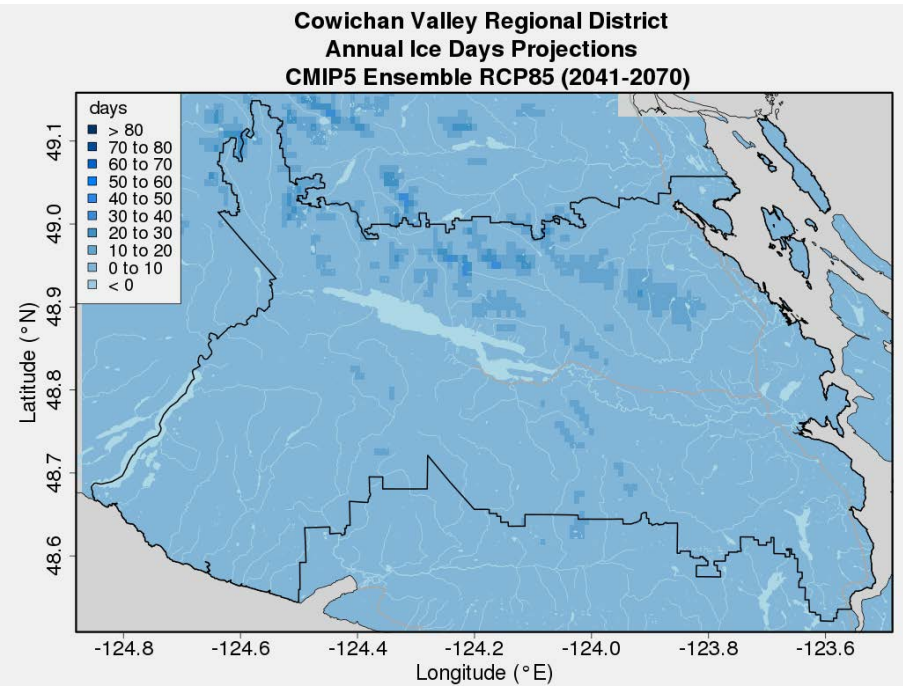 Cowichan Valley Regional District
Annual Ice Days Projections
CMIP5 Ensemble RCP85 (2041-2070)
days
> 80
70 to 80
60 to 70
50 to 60
40 to 50
30 to 40
20 to 30
10 to 20
0 to 10
< 0
Latitude (°N)
49.1
49.0
48.9
48.8
48.7
48.6
-124.8 -124.6 -124.4 -124.2 -124.0 -123.8 -123.6
Longitude (°E)